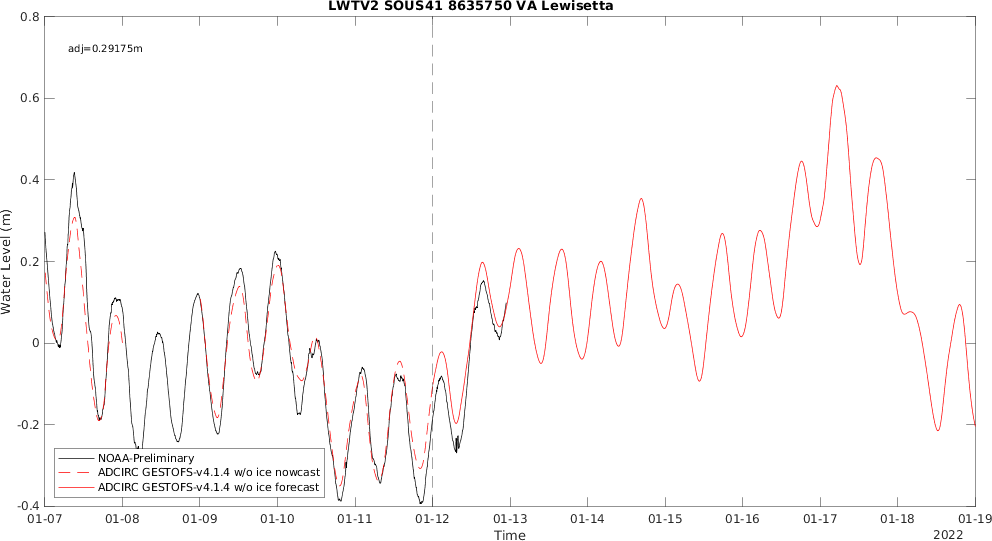 LWTV2 SOUS41 8635750 VA Lewisetta
adj=0.29175m
Water Level (m)
0.8
0.6
0.4
0.2
0
-0.2
-0.4
NOAA-Preliminary
ADCIRC GESTOFS-v4.1.4 w/o ice nowcast
ADCIRC GESTOFS-v4.1.4 w/o ice forecast
01-07 01-08 01-09 01-10 01-11 01-12 01-13 01-14 01-15 01-16 01-17 01-18 01-19
Time
2022